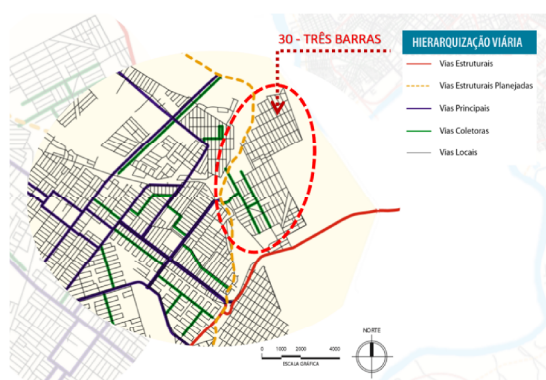 30 - TRÊS BARRAS
HIERARQUIZAÇÃO VIÁRIA
Vias Estruturais
Vias Estruturais Planejadas
Vias Principais
Vias Coletoras
Vias Locais
NORTE
0 1000 2000 4000
ESCALA GRÁFICA